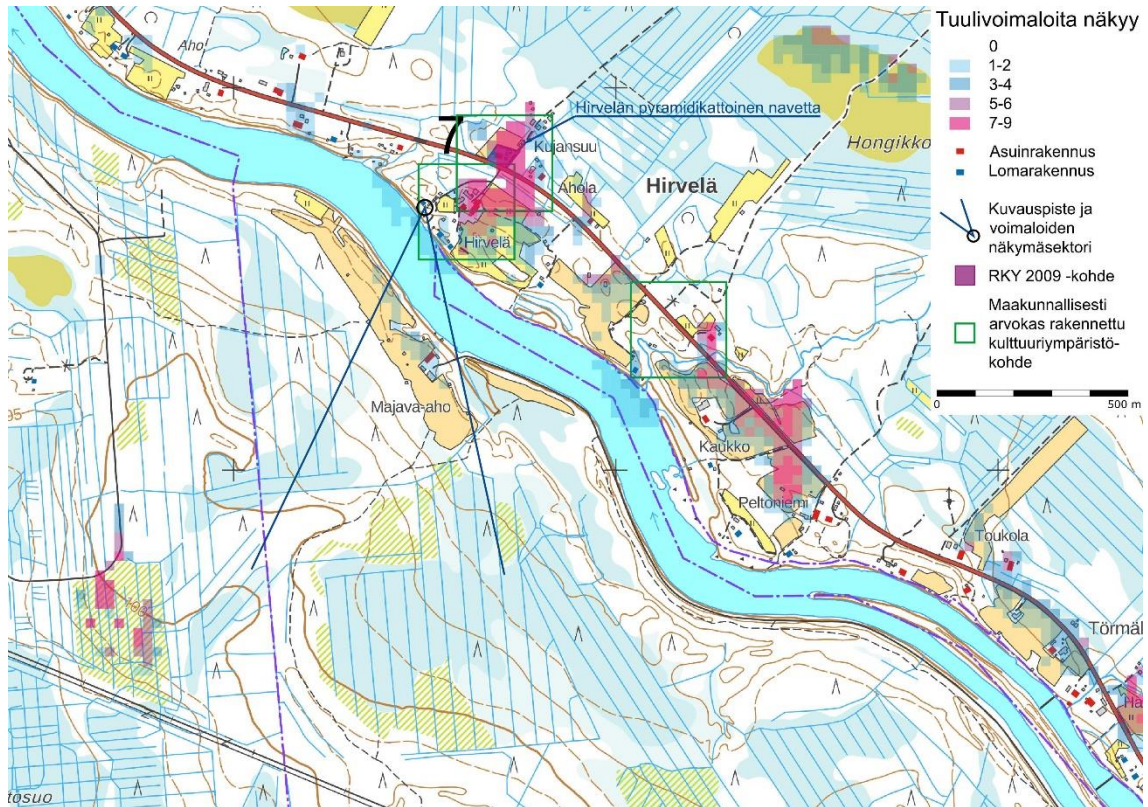 Tuulivoimaloita näkyy
0
1-2
3-4
5-6
7-9
Asuinrakennus
Lomarakennus
Kuvauspiste ja
voimaloiden
näkymäsektori
RKY 2009 -kohde
Maakunnallisesti
arvokas rakennettu
kulttuuriympäristö-
kohde
0 500 m
Aho
Hirvelän pyramidikattoinen navetta
Kujansuu
Hongikko
Ahola
Hirvelä
Hirvelä
Majava-aho
Kaukko
Peltoniemi
Toukola
Törmäl
100
tosuo